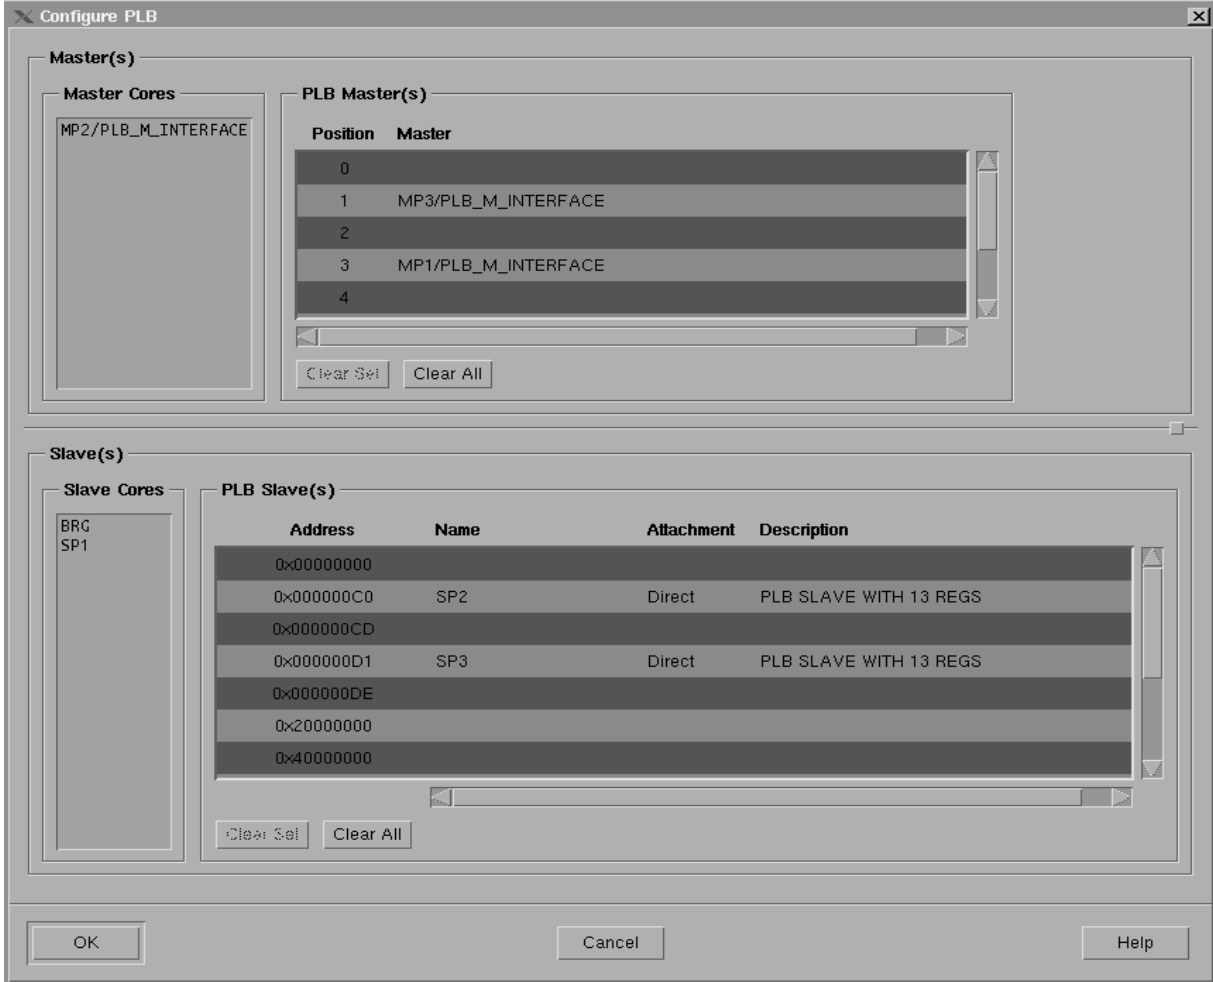 Configure PLB
Master(s)
Master Cores
MP2/PLB_M_INTERFACE
PLB Master(s)
Position Master
0
1 MP3/PLB_M_INTERFACE
2
3 MP1/PLB_M_INTERFACE
4
Clear Sel Clear All
Slave(s)
Slave Cores
BRG
SP1
PLB Slave(s)
Address Name Attachment Description
0x00000000
0x000000C0 SP2 Direct PLB SLAVE WITH 13 REGS
0x000000CD
0x000000D1 SP3 Direct PLB SLAVE WITH 13 REGS
0x000000DE
0x20000000
0x40000000
Clear Sel Clear All
OK Cancel Help